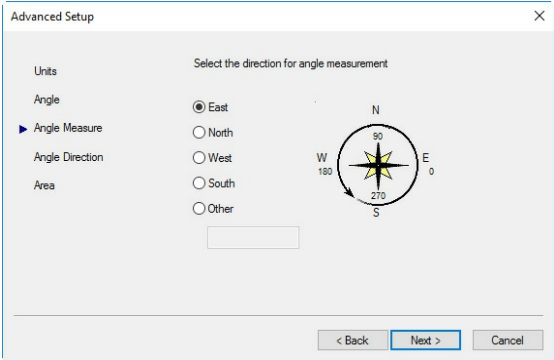 Advanced Setup
Units
Angle
Angle Measure
Angle Direction
Area
Select the direction for angle measurement
East
North
West
South
Other
N
90
W
180
E
0
270
S
< Back
Next >
Cancel